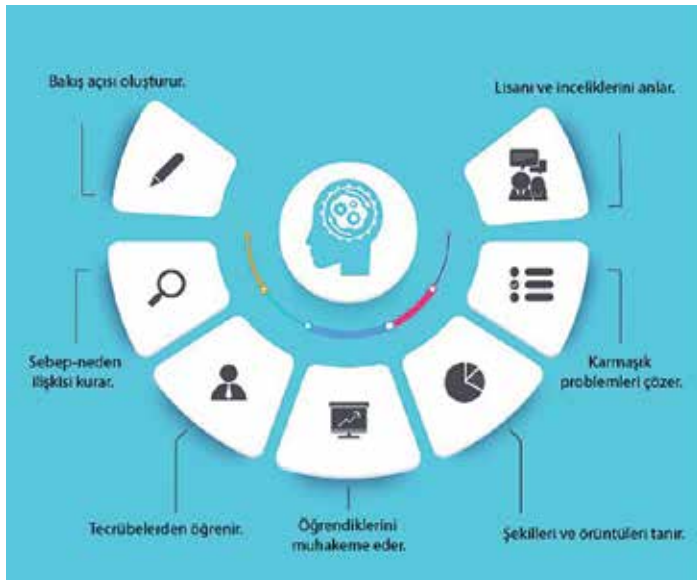 Bakış açısı oluşturur.
Lisanı ve inceliklerini anlar.
Sebep-neden
ilişkisi kurar.
Karmaşık
problemleri çözer.
Tecrübelerden öğrenir.
Öğrendiklerini
muhakeme eder.
Şekilleri ve örüntüleri tanır.